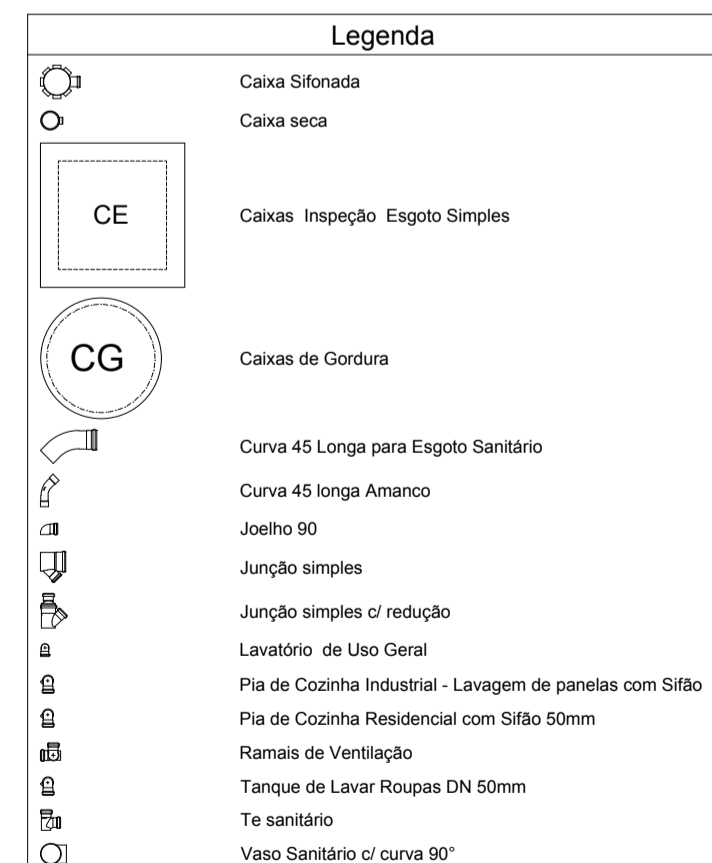 Legenda
Caixa Sifonada
Caixa seca
CE
Caixas Inspeção Esgoto Simples
CG
Caixas de Gordura
Curva 45 Longa para Esgoto Sanitário
Curva 45 longa Amanco
Joelho 90
Junção simples
Junção simples c/ redução
Lavatório de Uso Geral
Pia de Cozinha Industrial - Lavagem de panelas com Sifão
Pia de Cozinha Residencial com Sifão 50mm
Ramais de Ventilação
Tanque de Lavar Roupas DN 50mm
Te sanitário
Vaso Sanitário c/ curva 90°